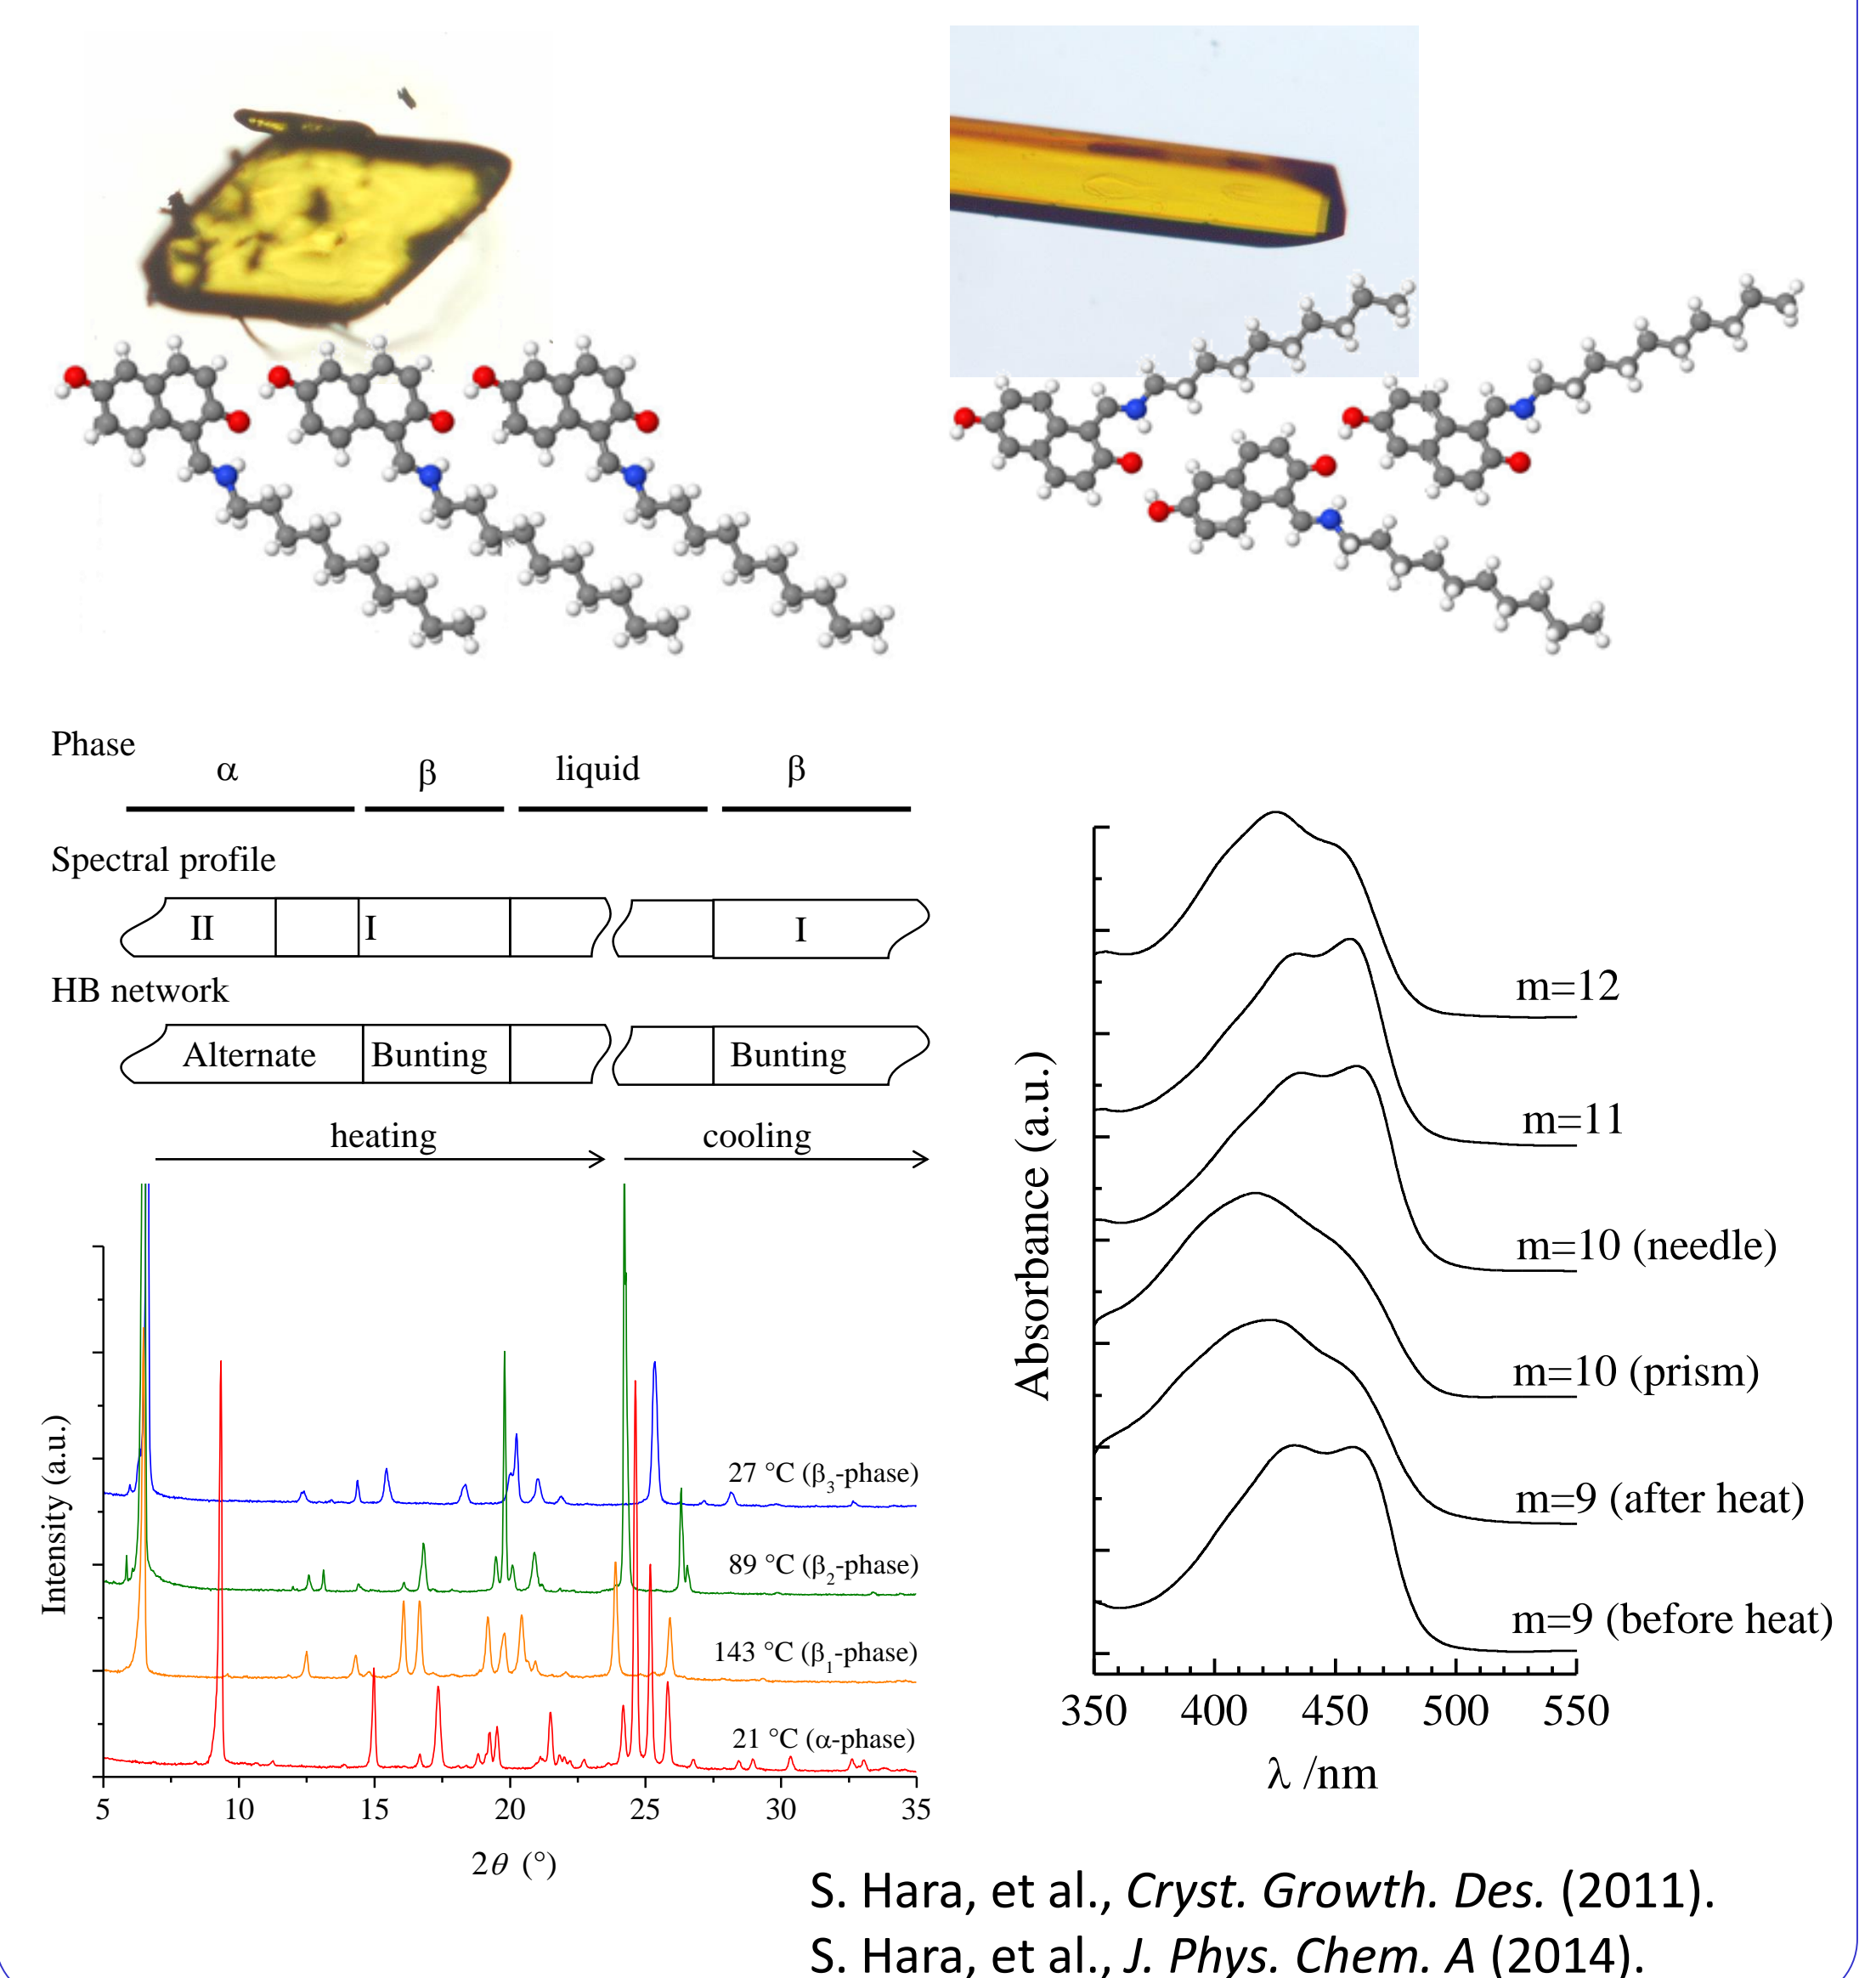 Phase
α β liquid β
Spectral profile
II I I
HB network
Alternate Bunting Bunting
heating cooling
Intensity (a.u.)
27 °C (β3-phase)
89 °C (β2-phase)
143 °C (β1-phase)
21 °C (α-phase)
5 10 15 20 25 30 35
2θ (°)
Absorbance (a.u.)
m=12
m=11
m=10 (needle)
m=10 (prism)
m=9 (after heat)
m=9 (before heat)
350 400 450 500 550
λ /nm
S. Hara, et al., Cryst. Growth. Des. (2011).
S. Hara, et al., J. Phys. Chem. A (2014).